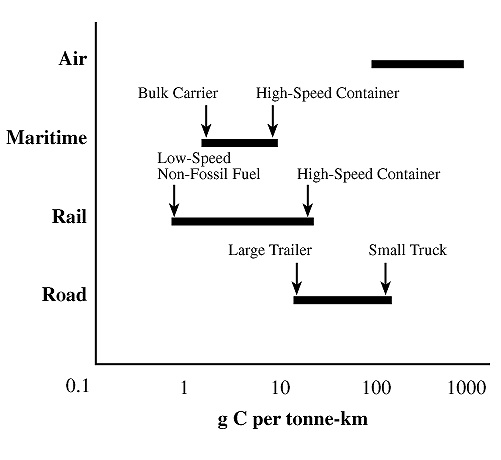 Air
Bulk Carrier
High-Speed Container
Maritime
Low-Speed
Non-Fossil Fuel
High-Speed Container
Rail
Large Trailer
Small Truck
Road
0.1
1
10
100
1000
g C per tonne-km